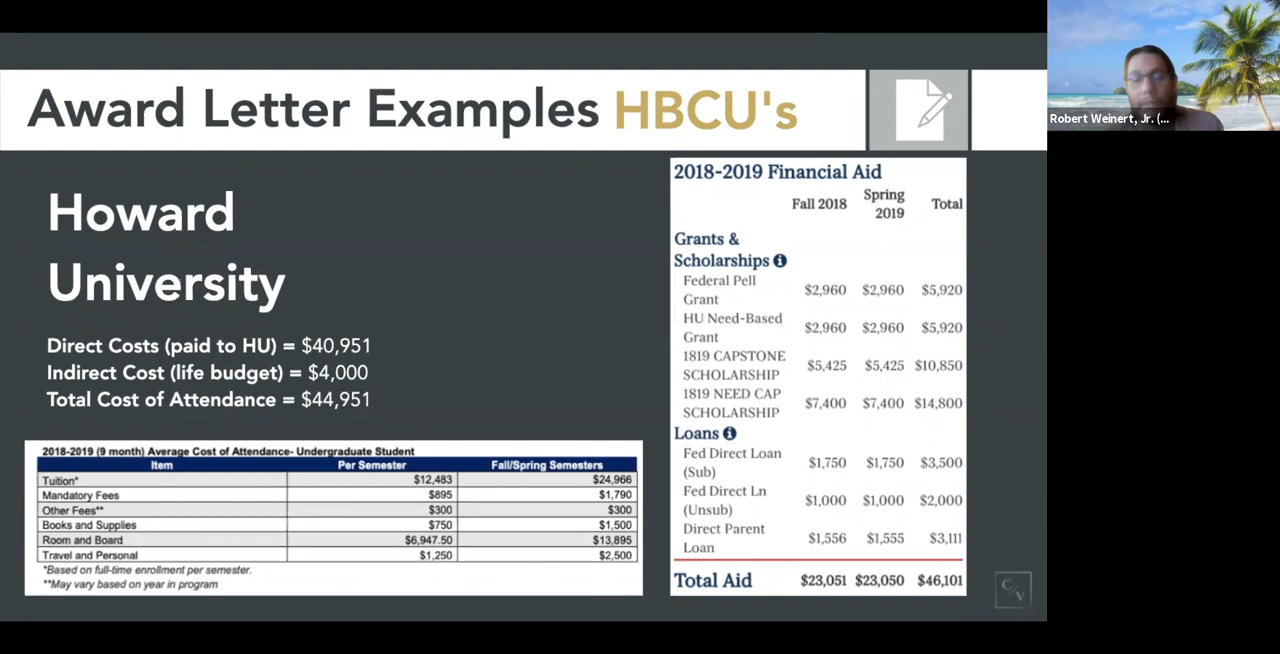 Award Letter Examples HBCU's
Robert Weinert, Jr. (...
Howard
University
Direct Costs (paid to HU) = $40,951
Indirect Cost (life budget) = $4,000
Total Cost of Attendance = $44,951
2018-2019 (9 month) Average Cost of Attendance- Undergraduate Student
Item Per Semester Fall/Spring Semesters
Tuition* $12,483 $24,966
Mandatory Fees $895 $1,790
Other Fees** $300 $300
Books and Supplies $750 $1,500
Room and Board $6,947.50 $13,895
Travel and Personal $1,250 $2,500
*Based on full-time enrollment per semester.
**May vary based on year in program
2018-2019 Financial Aid
Fall 2018 Spring 2019 Total
Grants &
Scholarships
Federal Pell
Grant $2,960 $2,960 $5,920
HU Need-Based
Grant $2,960 $2,960 $5,920
1819 CAPSTONE
SCHOLARSHIP $5,425 $5,425 $10,850
1819 NEED CAP
SCHOLARSHIP $7,400 $7,400 $14,800
Loans
Fed Direct Loan
(Sub) $1,750 $1,750 $3,500
Fed Direct Ln
(Unsub) $1,000 $1,000 $2,000
Direct Parent
Loan $1,556 $1,555 $3,111
Total Aid $23,051 $23,050 $46,101
C/V